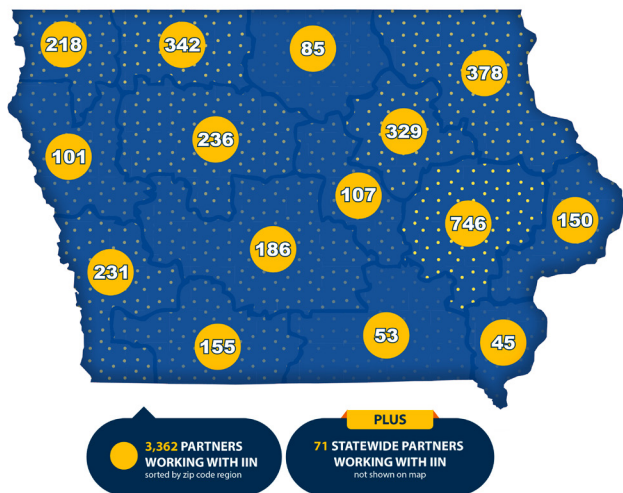 218
342
85
378
329
236
101
107
746
150
186
231
53
45
155
3,362 PARTNERS
WORKING WITH IIN
sorted by zip code region
PLUS
71 STATEWIDE PARTNERS
WORKING WITH IIN
not shown on map